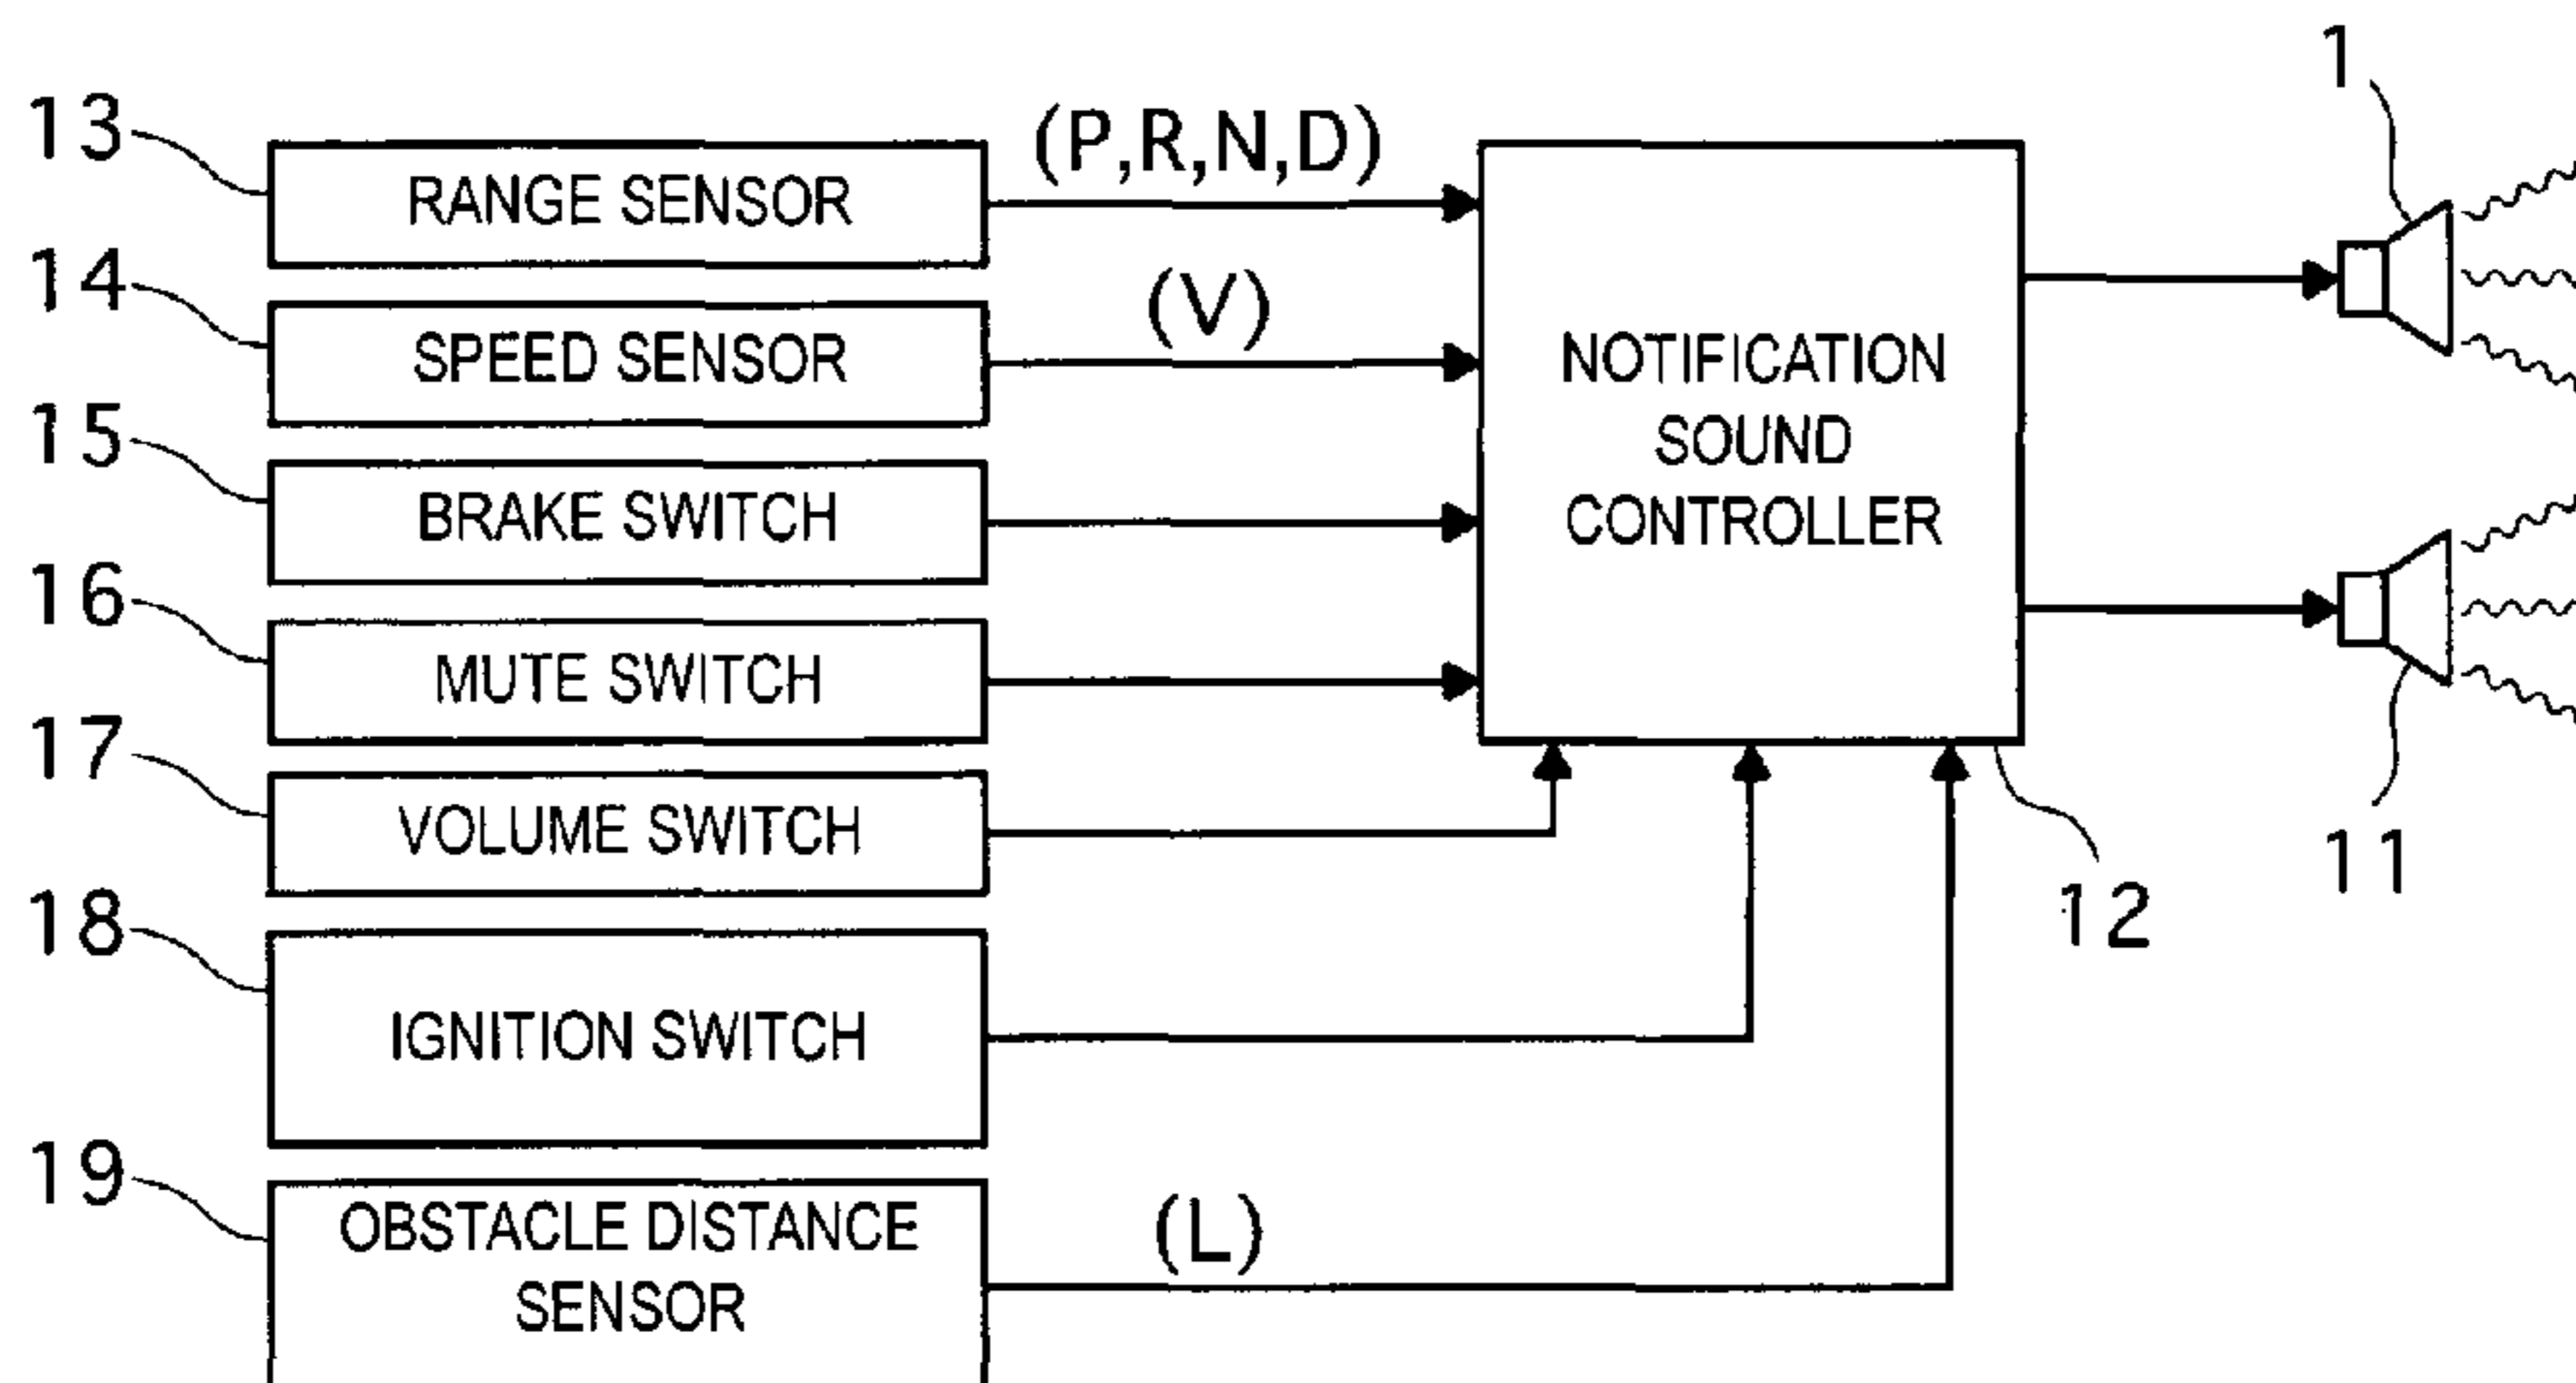 13
RANGE SENSOR
(P,R,N,D)
14
SPEED SENSOR
(V)
15
BRAKE SWITCH
16
MUTE SWITCH
17
VOLUME SWITCH
18
IGNITION SWITCH
19
OBSTACLE DISTANCE
SENSOR
(L)
NOTIFICATION
SOUND
CONTROLLER
12
1
11